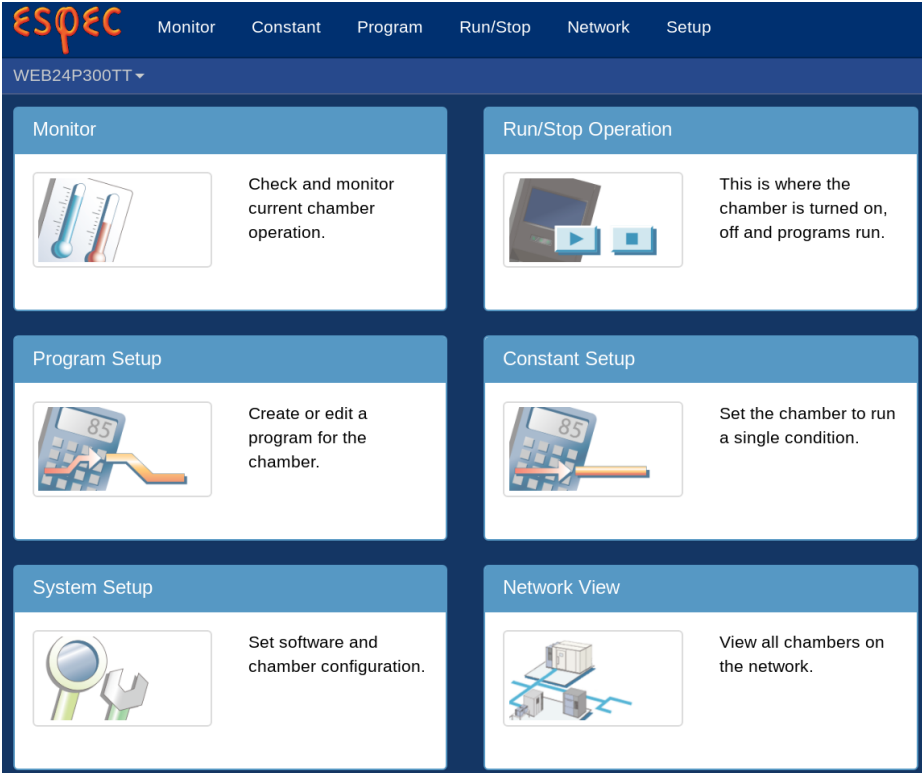 ESPEC Monitor Constant Program Run/Stop Network Setup
WEB24P300TT
Monitor
Check and monitor
current chamber
operation.
Run/Stop Operation
This is where the
chamber is turned on,
off and programs run.
Program Setup
85
Create or edit a
program for the
chamber.
Constant Setup
85
Set the chamber to run
a single condition.
System Setup
Set software and
chamber configuration.
Network View
View all chambers on
the network.